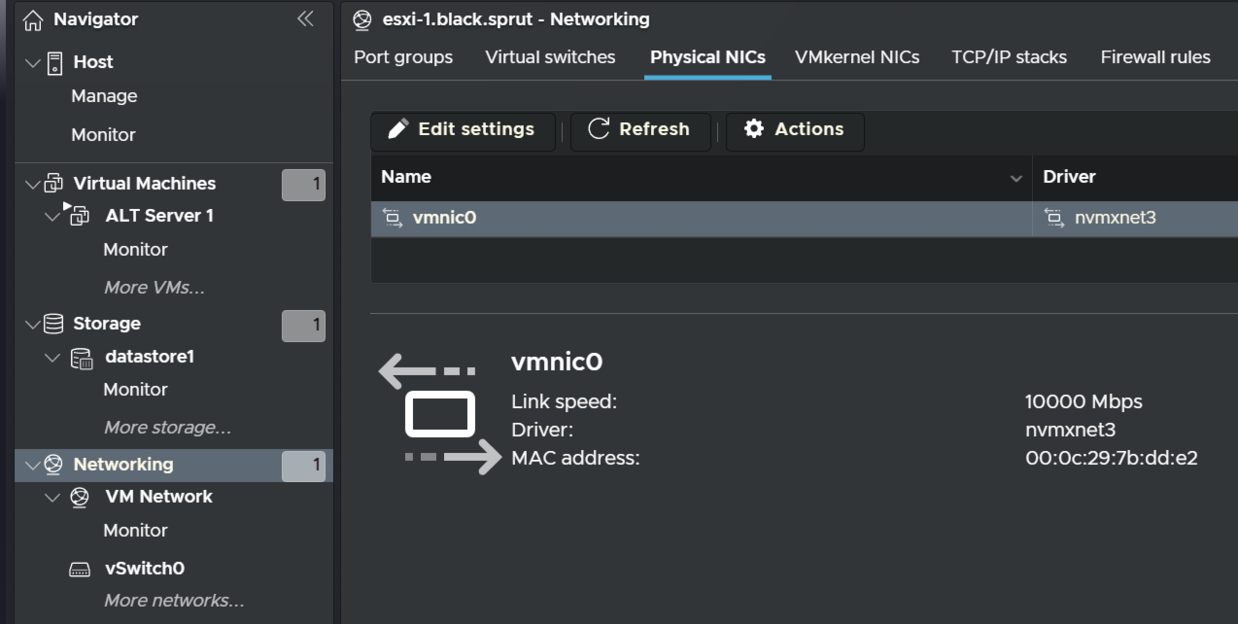 Navigator
Host
Manage
Monitor
Virtual Machines 1
ALT Server 1
Monitor
More VMs...
Storage 1
datastore1
Monitor
More storage...
Networking 1
VM Network
Monitor
vSwitch0
More networks...
esxi-1.black.sprut - Networking
Port groups Virtual switches Physical NICs VMkernel NICs TCP/IP stacks Firewall rules
Edit settings Refresh Actions
Name Driver
vmnic0 nvmxnet3
vmnic0
Link speed: 10000 Mbps
Driver: nvmxnet3
MAC address: 00:0c:29:7b:dd:e2